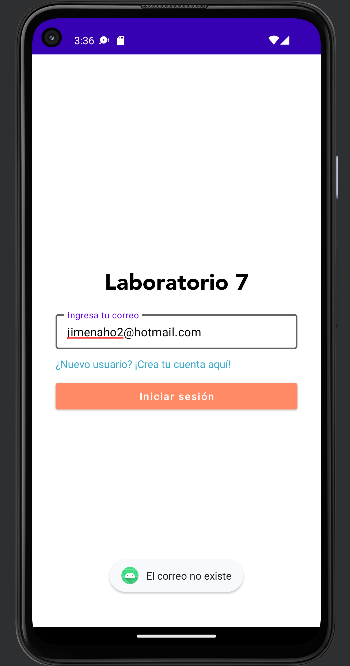 3:36
Laboratorio 7
Ingresa tu correo
jimenaho2@hotmail.com
¿Nuevo usuario? ¡Crea tu cuenta aquí!
Iniciar sesión
El correo no existe